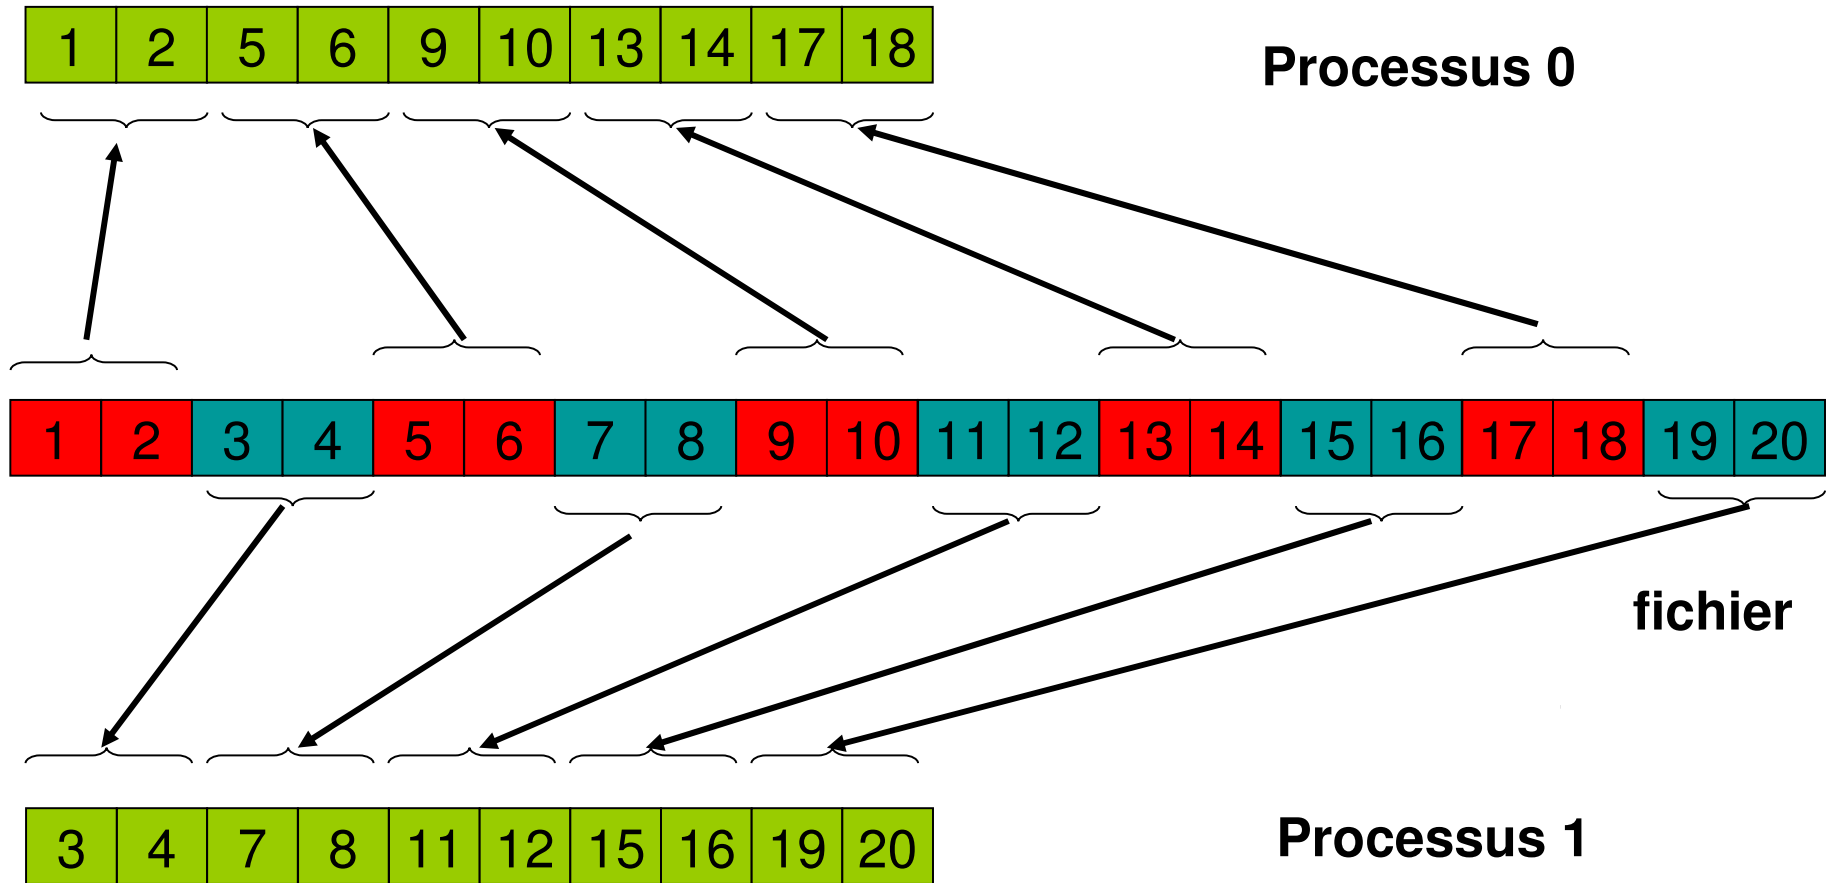 1 2 5 6 9 10 13 14 17 18
Processus 0
1 2 3 4 5 6 7 8 9 10 11 12 13 14 15 16 17 18 19 20
fichier
3 4 7 8 11 12 15 16 19 20
Processus 1